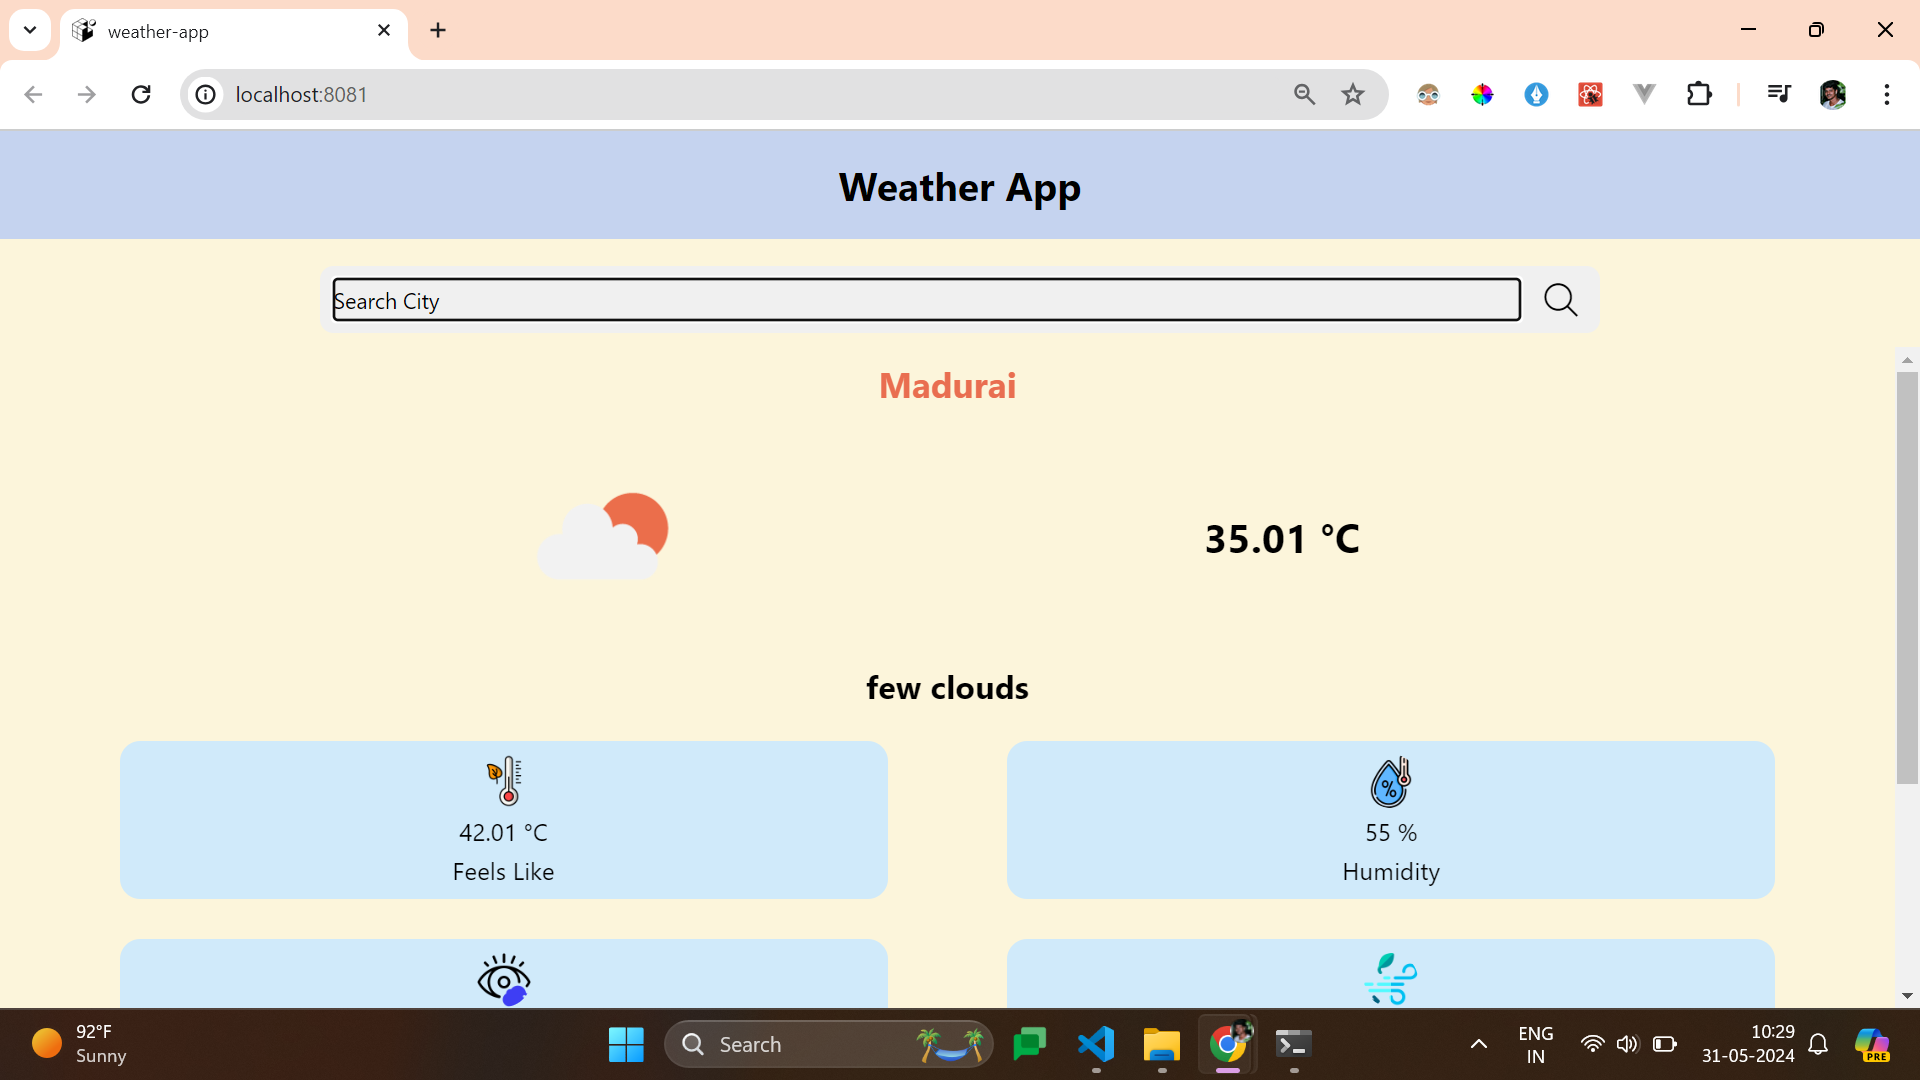 weather-app
localhost:8081
Weather App
Search City
Madurai
35.01 °C
few clouds
%
42.01 °C
Feels Like
55 %
Humidity
92°F
Sunny
Search
ENG
IN
10:29
31-05-2024
PRE